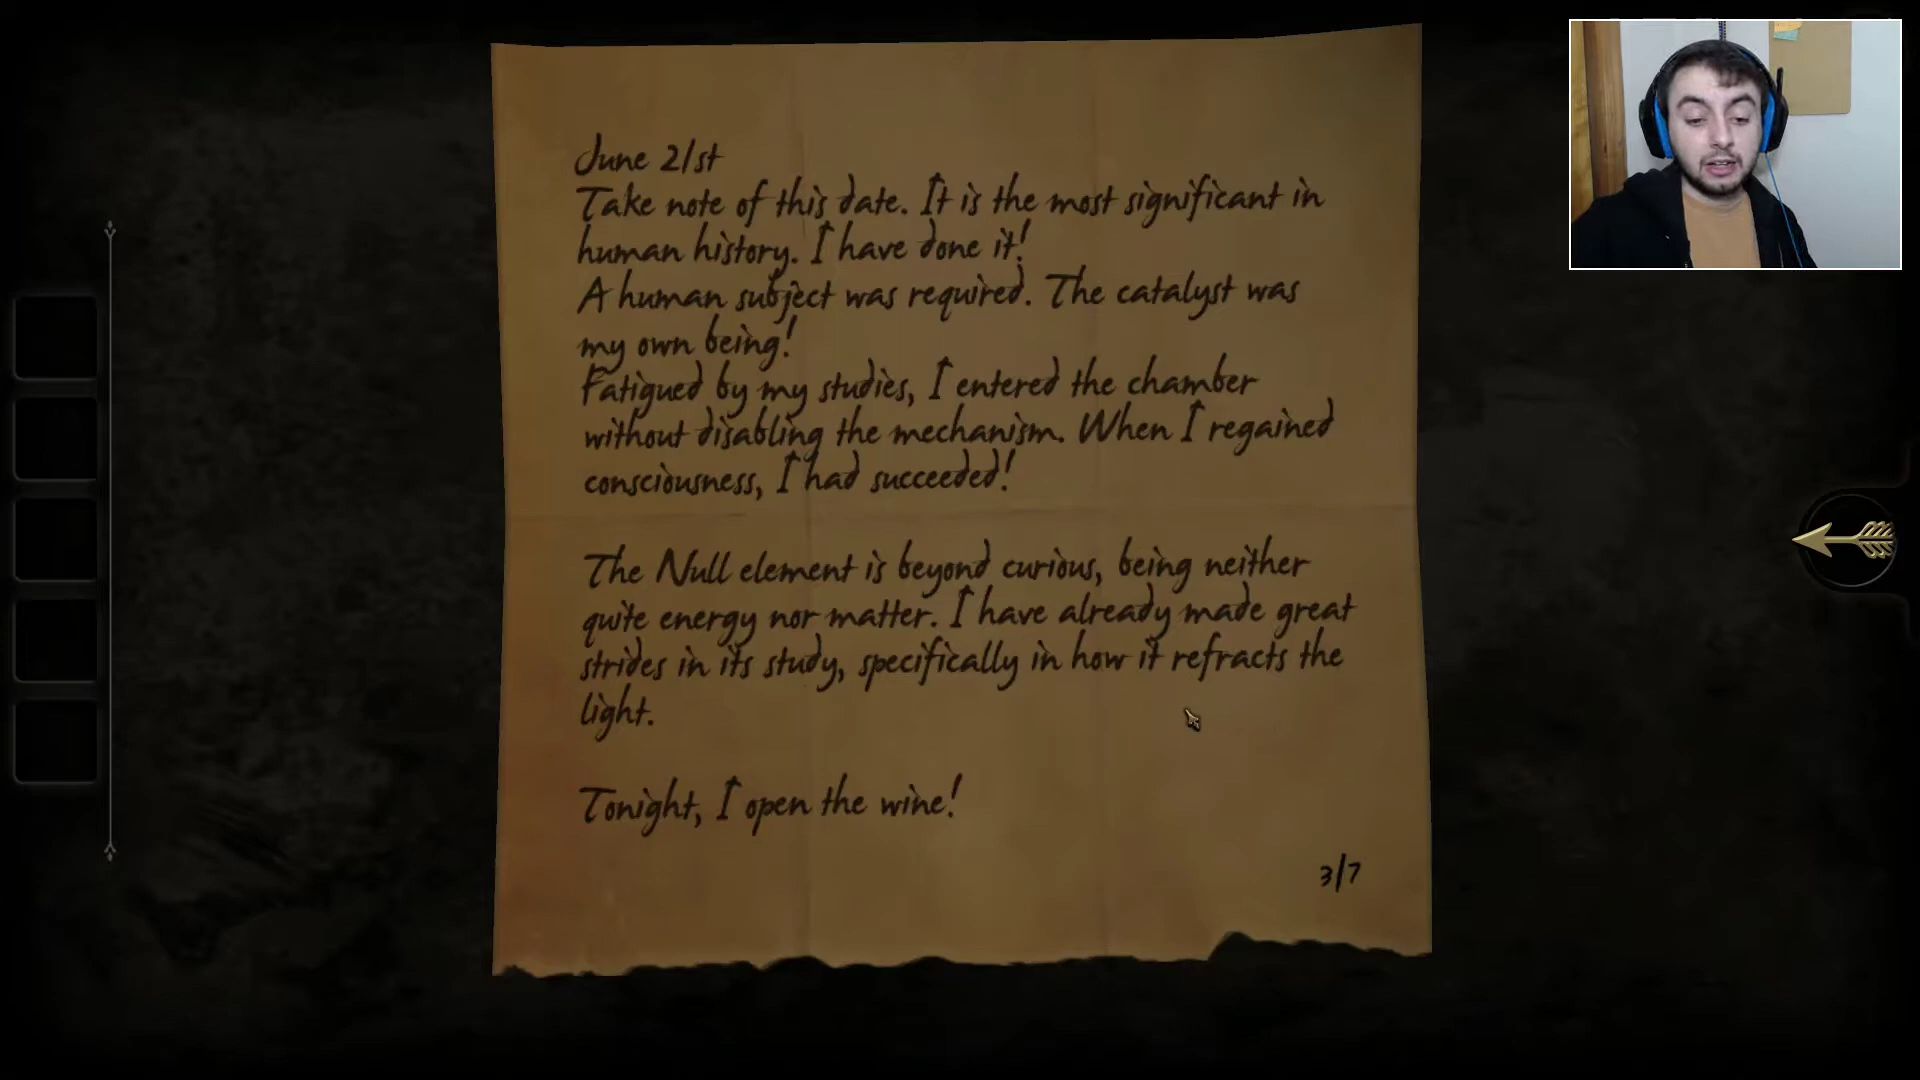 June 21st
Take note of this date. It is the most significant in
human history. I have done it!
A human subject was required. The catalyst was
my own being!
Fatigued by my studies, I entered the chamber
without disabling the mechanism. When I regained
consciousness, I had succeeded!
The Null element is beyond curious, being neither
quite energy nor matter. I have already made great
strides in its study, specifically in how it refracts the
light.
Tonight, I open the wine!
3/7